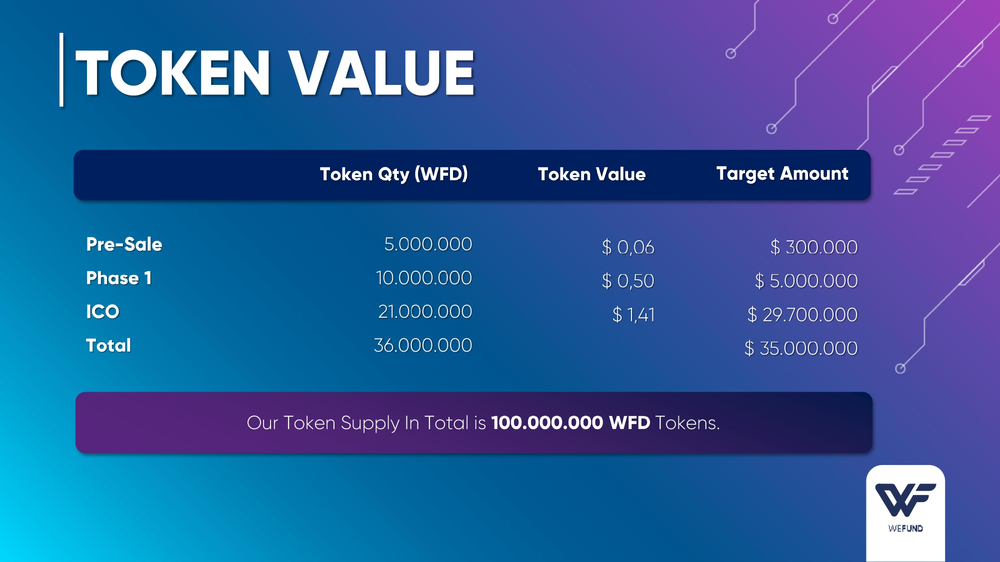 TOKEN VALUE
Token Qty (WFD) Token Value Target Amount
Pre-Sale 5.000.000 $ 0,06 $ 300.000
Phase 1 10.000.000 $ 0,50 $ 5.000.000
ICO 21.000.000 $ 1,41 $ 29.700.000
Total 36.000.000 $ 35.000.000
Our Token Supply In Total is 100.000.000 WFD Tokens.
WF
WEFUND